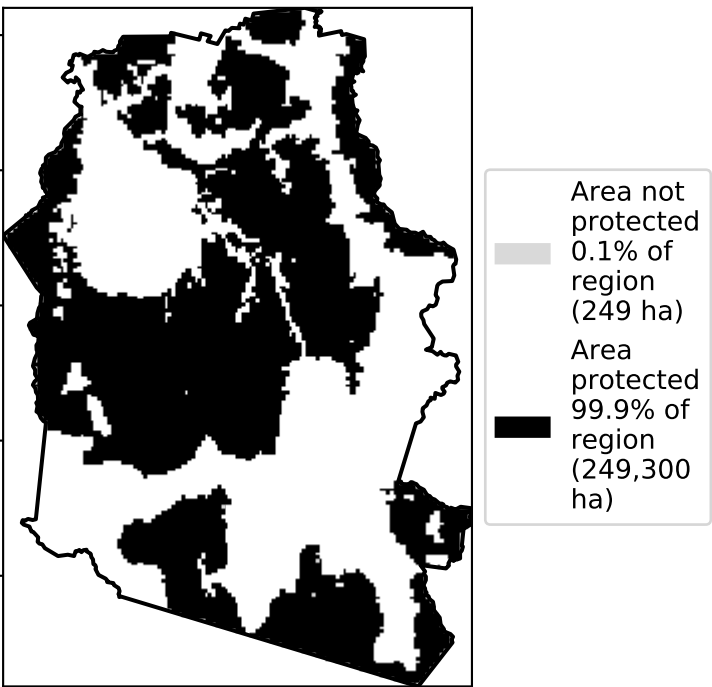 Area not
protected
0.1% of
region
(249 ha)
Area
protected
99.9% of
region
(249,300
ha)